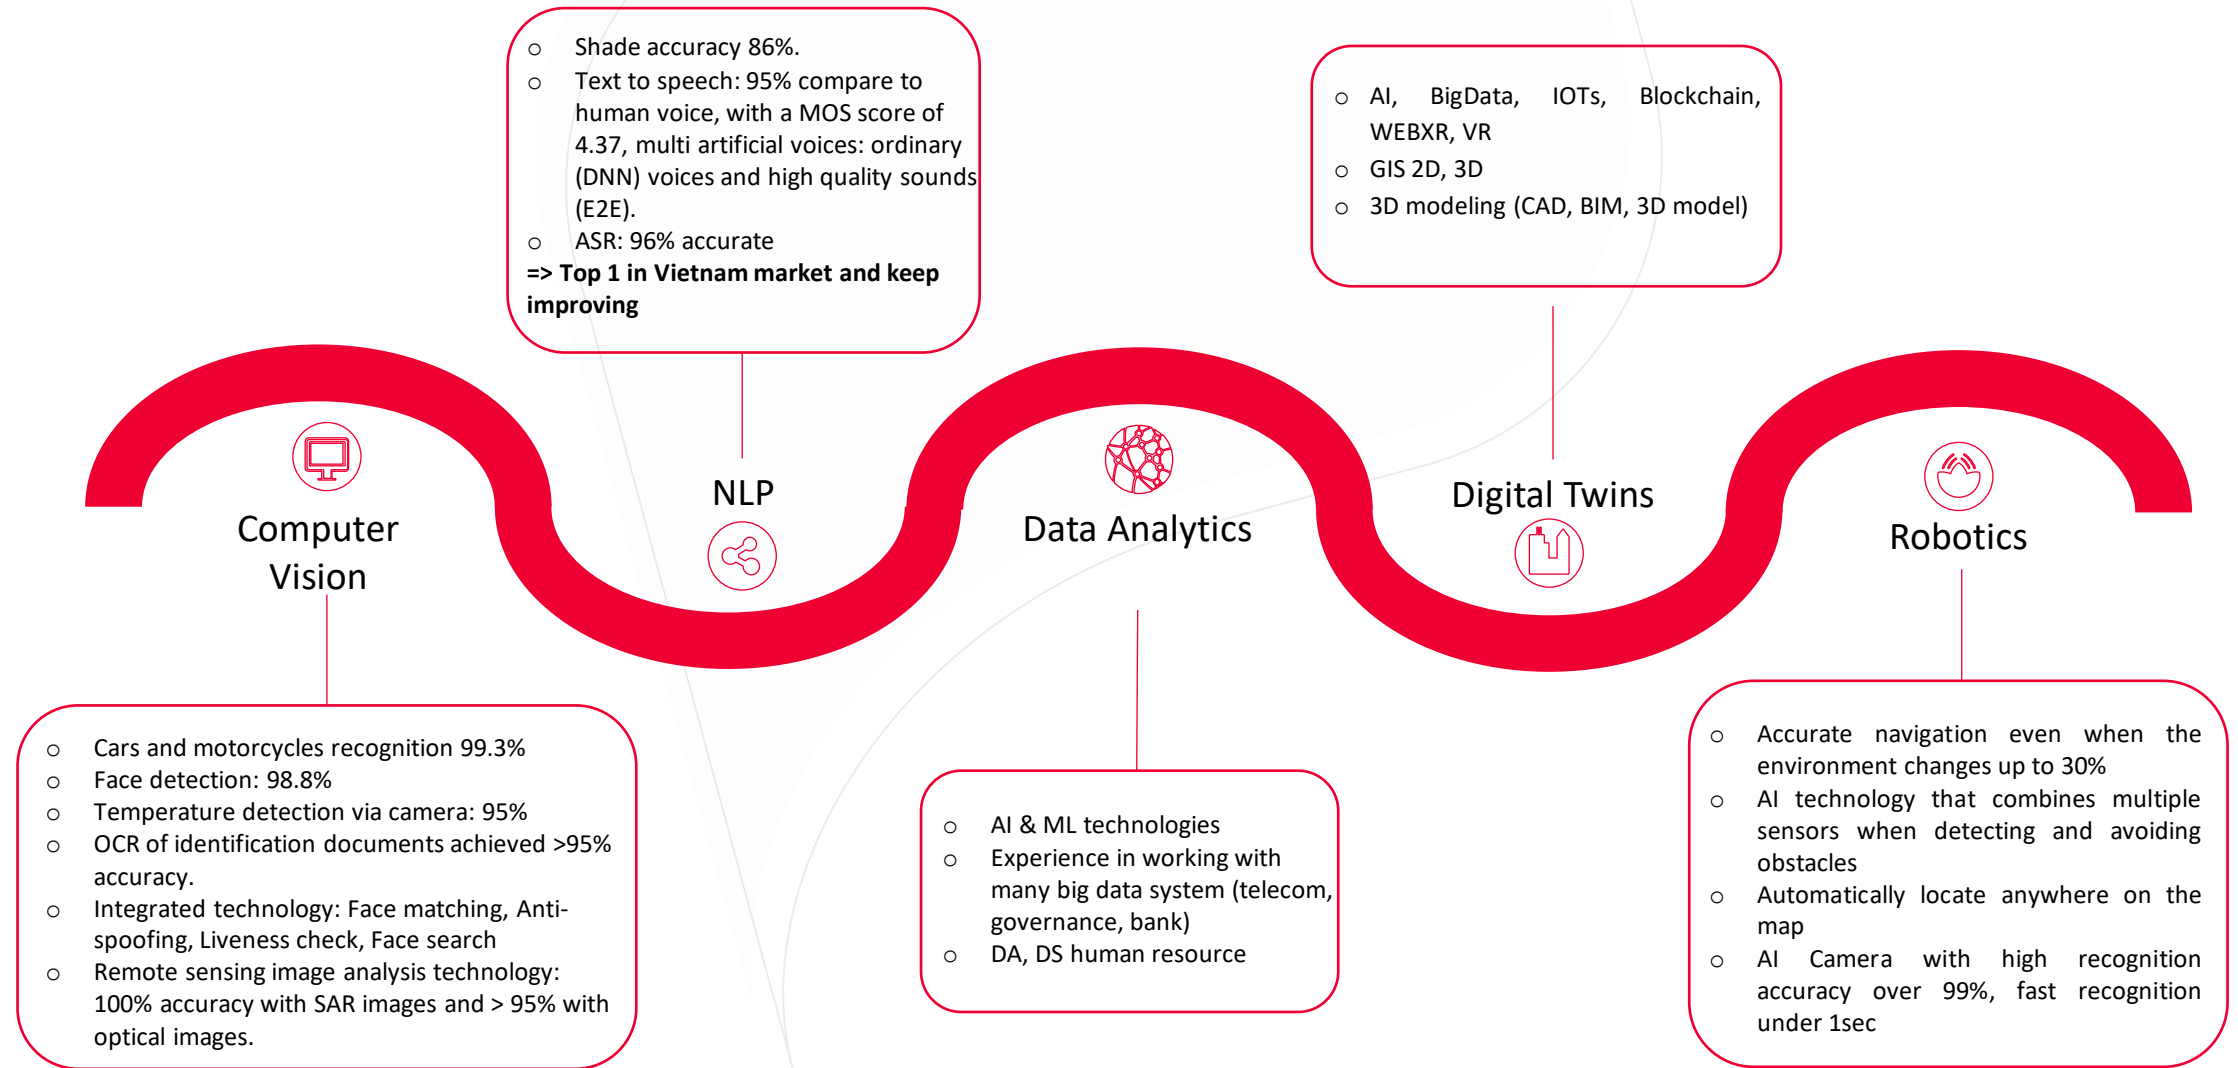 o Shade accuracy 86%.
o Text to speech: 95% compare to
human voice, with a MOS score of
4.37, multi artificial voices: ordinary
(DNN) voices and high quality sounds
(E2E).
o ASR: 96% accurate
=> Top 1 in Vietnam market and keep
improving
o AI, BigData, IOTs, Blockchain,
WEBXR, VR
o GIS 2D, 3D
o 3D modeling (CAD, BIM, 3D model)
Computer
Vision
NLP
Data Analytics
Digital Twins
Robotics
o Cars and motorcycles recognition 99.3%
o Face detection: 98.8%
o Temperature detection via camera: 95%
o OCR of identification documents achieved >95%
accuracy.
o Integrated technology: Face matching, Anti-
spoofing, Liveness check, Face search
o Remote sensing image analysis technology:
100% accuracy with SAR images and > 95% with
optical images.
o AI & ML technologies
o Experience in working with
many big data system (telecom,
governance, bank)
o DA, DS human resource
o Accurate navigation even when the
environment changes up to 30%
o AI technology that combines multiple
sensors when detecting and avoiding
obstacles
o Automatically locate anywhere on the
map
o AI Camera with high recognition
accuracy over 99%, fast recognition
under 1sec